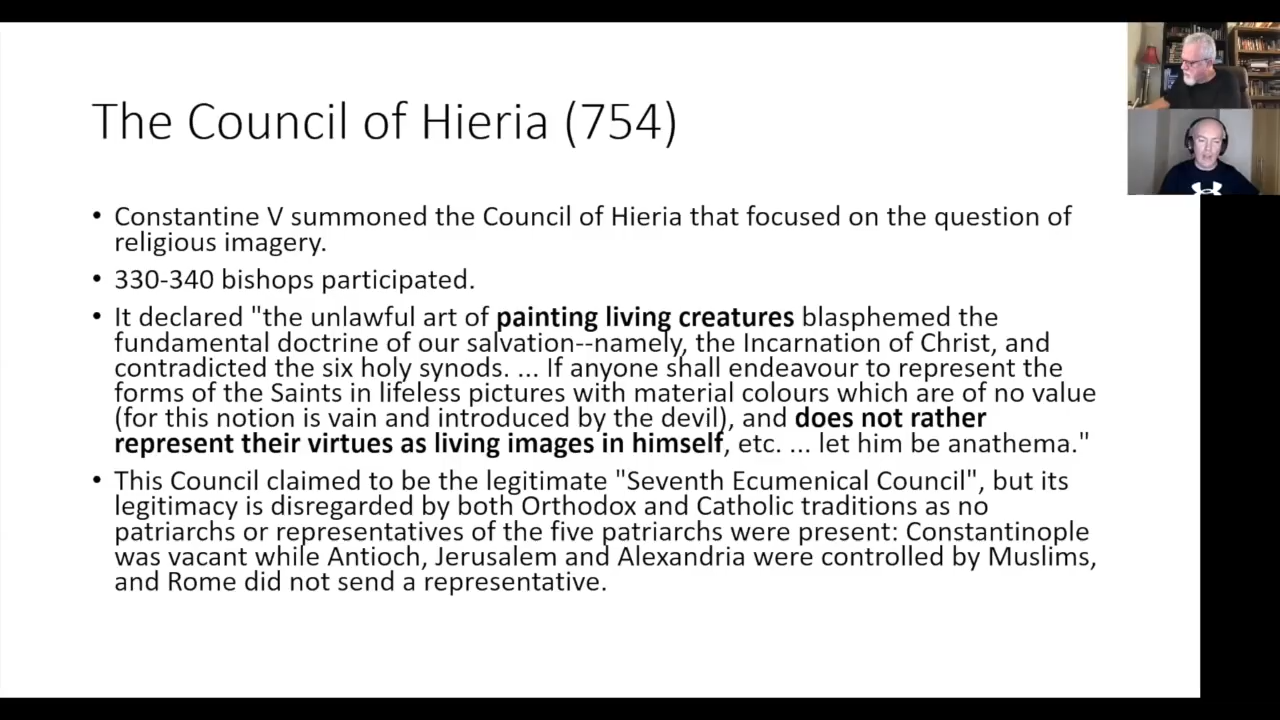 The Council of Hieria (754)
• Constantine V summoned the Council of Hieria that focused on the question of
religious imagery.
• 330-340 bishops participated.
• It declared "the unlawful art of painting living creatures blasphemed the
fundamental doctrine of our salvation--namely, the Incarnation of Christ, and
contradicted the six holy synods. ... If anyone shall endeavour to represent the
forms of the Saints in lifeless pictures with material colours which are of no value
(for this notion is vain and introduced by the devil), and does not rather
represent their virtues as living images in himself, etc. ... let him be anathema."
• This Council claimed to be the legitimate "Seventh Ecumenical Council", but its
legitimacy is disregarded by both Orthodox and Catholic traditions as no
patriarchs or representatives of the five patriarchs were present: Constantinople
was vacant while Antioch, Jerusalem and Alexandria were controlled by Muslims,
and Rome did not send a representative.